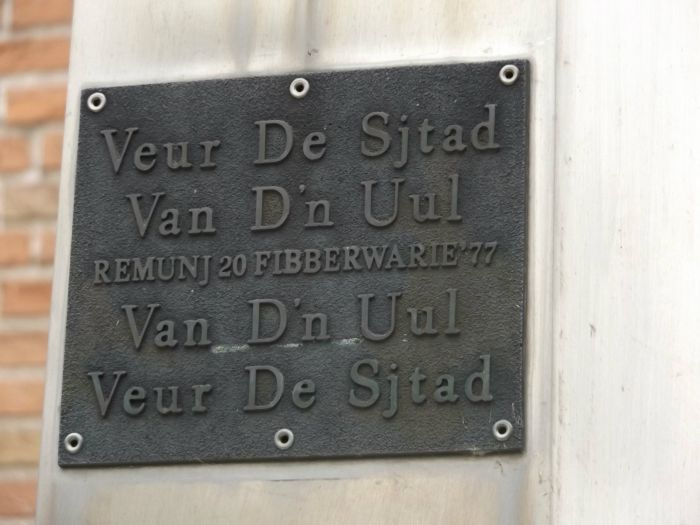 Veur De Sjtad
Van D'n Uul
REMUNJ 20 FIBBERWARIE'77
Van D'n Uul
Veur De Sjtad